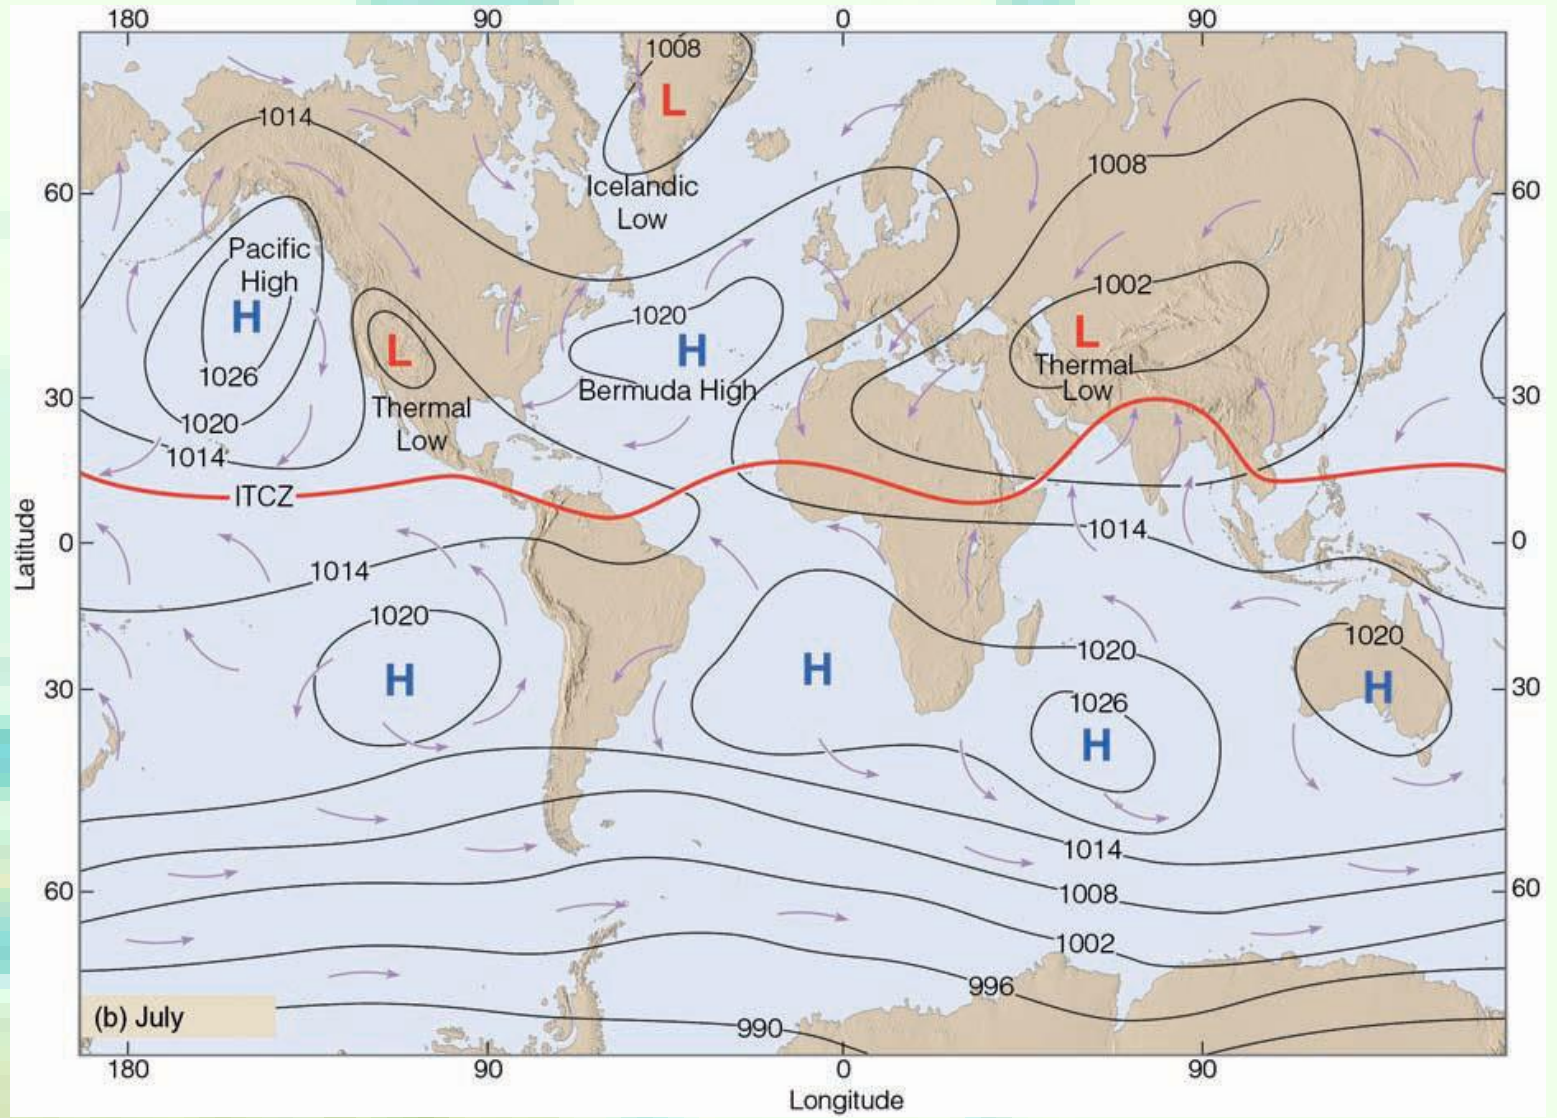 180 90 0 90
1008
L
1014
1008
60 60
Icelandic
Low
Pacific
High
H
1002
1020
L
L
H
Thermal
Low
1026
Bermuda High
30 30
Thermal
Low
1020
1014
ITCZ
1014
0 0
Latitude
1014
1020
1020
1020
H
H
H
30 30
1026
H
1014
60 60
1008
1002
996
(b) July
990
180 90 0 90
Longitude